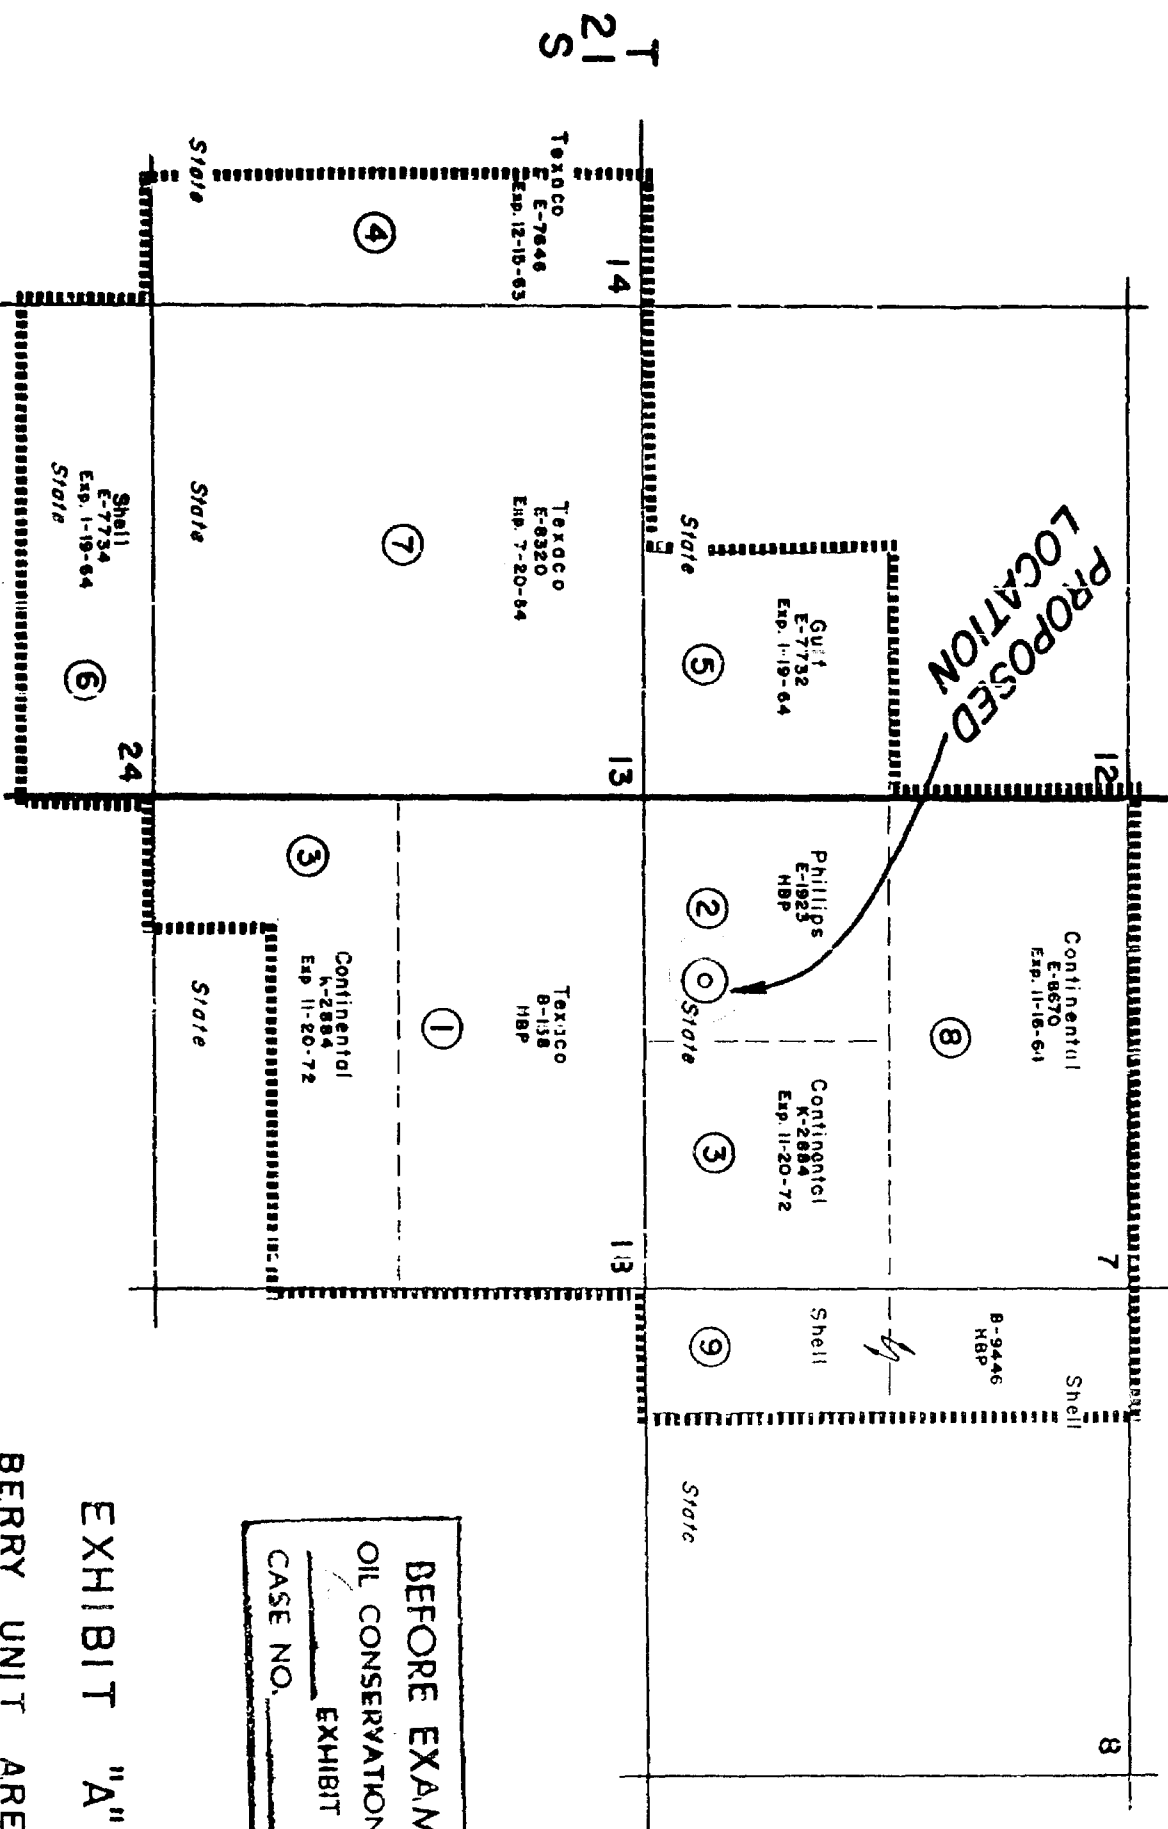 T
21
S
12
7
8
PROPOSED
LOCATION
Continental
E-8670
Exp. 11-16-64
8
B-9446
HBP
Shell
Gulf
E-7732
Exp. 1-19-64
5
State
Phillips
E-1923
HBP
2
State
Continental
K-2884
Exp. 11-20-72
3
Shell
9
State
14
13
18
Texaco
E-7646
Exp. 12-15-63
4
State
Texaco
E-8320
Exp. 7-20-64
7
State
Texaco
B-158
HBP
1
Continental
K-2884
Exp 11-20-72
3
State
24
Shell
E-7734
Exp. 1-19-64
State
6
BEFORE EXAM
OIL CONSERVATION
EXHIBIT
CASE NO.
EXHIBIT "A"
BERRY UNIT ARE